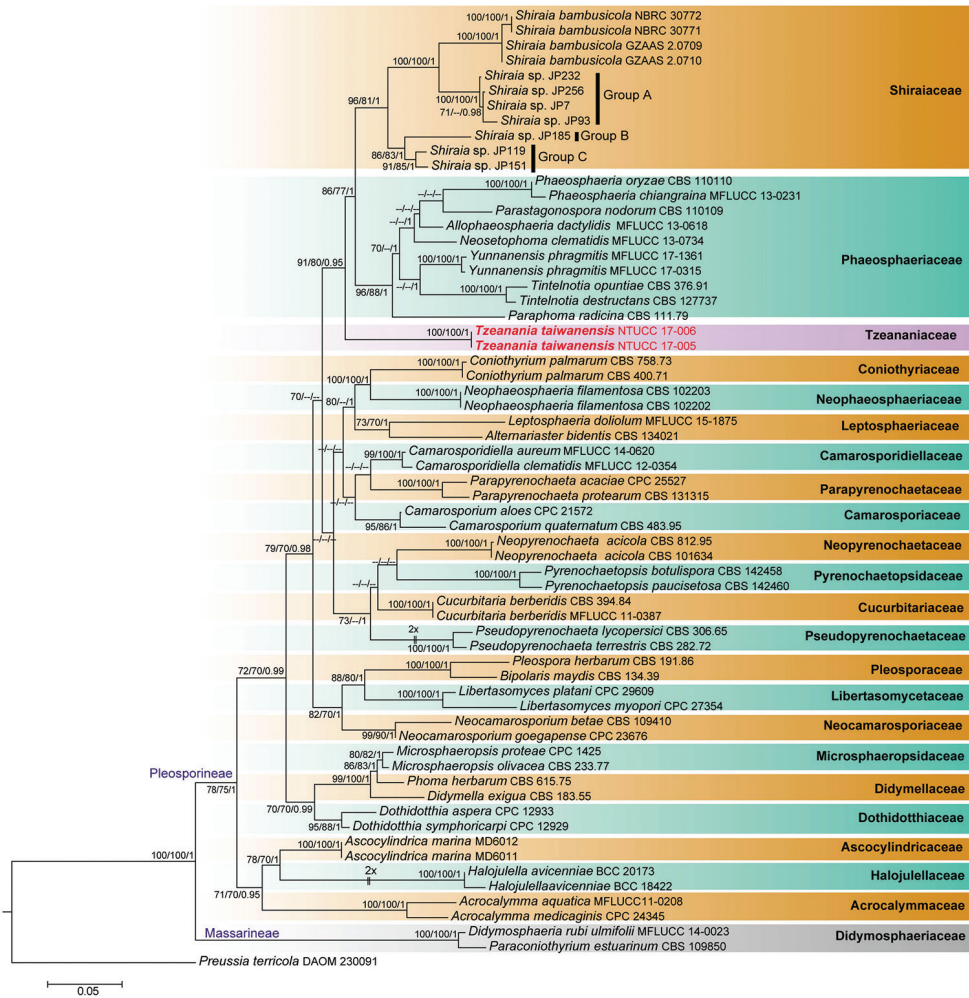 Shiraia bambusicola NBRC 30772
100/100/1
Shiraia bambusicola NBRC 30771
100/100/1
Shiraia bambusicola GZAAS 2.0709
Shiraia bambusicola GZAAS 2.0710
100/100/1
Shiraia sp. JP232
Shiraia sp. JP256
Shiraiaceae
Group A
100/100/1
Shiraia sp. JP7
96/81/1
71/--/0.98
Shiraia sp. JP93
Shiraia sp. JP185
Group B
86/83/1
Shiraia sp. JP119
Group C
91/85/1
Shiraia sp. JP151
86/77/1
100/100/1
Phaeosphaeria oryzae CBS 110110
--/--/--
Phaeosphaeria chiangraina MFLUCC 13-0231
--/--/--
Parastagonospora nodorum CBS 110109
--/--/1
Allophaeosphaeria dactylidis MFLUCC 13-0618
70/--/1
Neosetophoma clematidis MFLUCC 13-0734
100/100/1
Yunnanensis phragmitis MFLUCC 17-1361
Phaeosphaeriaceae
91/80/0.95
Yunnanensis phragmitis MFLUCC 17-0315
--/--/1
96/88/1
100/100/1
Tintelnotia opuntiae CBS 376.91
Tintelnotia destructans CBS 127737
Paraphoma radicina CBS 111.79
100/100/1
Tzeanania taiwanensis NTUCC 17-006
Tzeananiaceae
Tzeanania taiwanensis NTUCC 17-005
100/100/1
Coniothyrium palmarum CBS 758.73
Coniothyriaceae
Coniothyrium palmarum CBS 400.71
100/100/1
100/100/1
Neophaeosphaeria filamentosa CBS 102203
Neophaeosphaeriaceae
70/--/--
80/--/1
Neophaeosphaeria filamentosa CBS 102202
73/70/1
Leptosphaeria doliolum MFLUCC 15-1875
Leptosphaeriaceae
Alternariaster bidentis CBS 134021
--/--/--
99/100/1
Camarosporidiella aureum MFLUCC 14-0620
Camarosporidiellaceae
--/--/--
Camarosporidiella clematidis MFLUCC 12-0354
100/100/1
Parapyrenochaeta acaciae CPC 25527
Parapyrenochaetaceae
Parapyrenochaeta protearum CBS 131315
--/--/--
Camarosporium aloes CPC 21572
Camarosporiaceae
95/86/1
Camarosporium quaternatum CBS 483.95
--/--/--
79/70/0.98
100/100/1
Neopyrenochaeta acicola CBS 812.95
Neopyrenochaetaceae
Neopyrenochaeta acicola CBS 101634
--/--/--
100/100/1
Pyrenochaetopsis botulispora CBS 142458
Pyrenochaetopsidaceae
--/--/--
Pyrenochaetopsis paucisetosa CBS 142460
100/100/1
Cucurbitaria berberidis CBS 394.84
Cucurbitariaceae
73/--/1
Cucurbitaria berberidis MFLUCC 11-0387
2x
Pseudopyrenochaeta lycopersici CBS 306.65
Pseudopyrenochaetaceae
100/100/1
Pseudopyrenochaeta terrestris CBS 282.72
72/70/0.99
100/100/1
Pleospora herbarum CBS 191.86
Pleosporaceae
88/80/1
Bipolaris maydis CBS 134.39
100/100/1
Libertasomyces platani CPC 29609
Libertasomycetaceae
82/70/1
Libertasomyces myopori CPC 27354
Neocamarosporium betae CBS 109410
Neocamarosporiaceae
99/90/1
Neocamarosporium goegapense CPC 23676
80/82/1
Microsphaeropsis proteae CPC 1425
Microsphaeropsidaceae
86/83/1
Microsphaeropsis olivacea CBS 233.77
Pleosporineae
99/100/1
Phoma herbarum CBS 615.75
Didymellaceae
78/75/1
Didymella exigua CBS 183.55
70/70/0.99
Dothidotthia aspera CPC 12933
Dothidotthiaceae
95/88/1
Dothidotthia symphoricarpi CPC 12929
100/100/1
Ascocylindrica marina MD6012
Ascocylindricaceae
100/100/1
78/70/1
Ascocylindrica marina MD6011
2x
100/100/1
Halojulella avicenniae BCC 20173
Halojulellaceae
71/70/0.95
Halojulellaavicenniae BCC 18422
100/100/1
Acrocalymma aquatica MFLUCC11-0208
Acrocalymmaceae
Acrocalymma medicaginis CPC 24345
Massarineae
100/100/1
Didymosphaeria rubi ulmifolii MFLUCC 14-0023
Didymosphaeriaceae
Paraconiothyrium estuarinum CBS 109850
Preussia terricola DAOM 230091
0.05